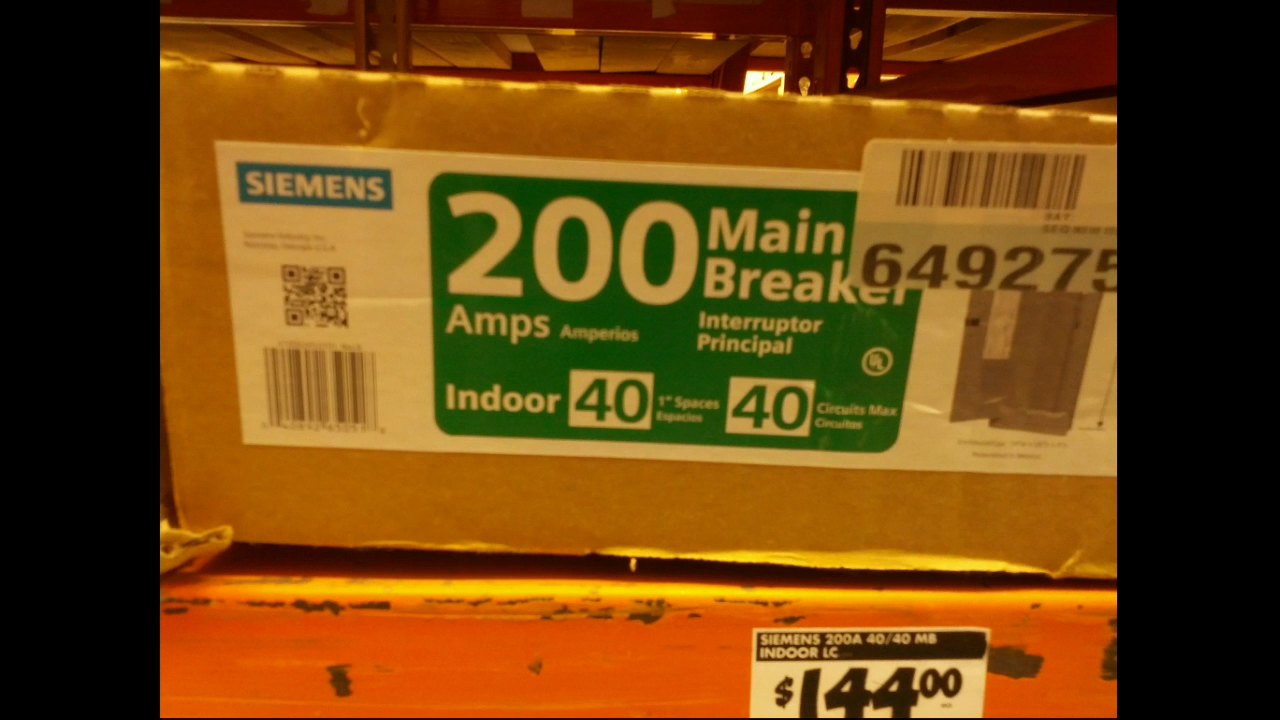 SIEMENS
200 Main Breaker
Amps Amperios
Interruptor Principal
Indoor 40 1" Spaces Espacios 40 Circuits Max Circuitos
UL
649275
SIEMENS 200A 40/40 MB
INDOOR LC
$144.00